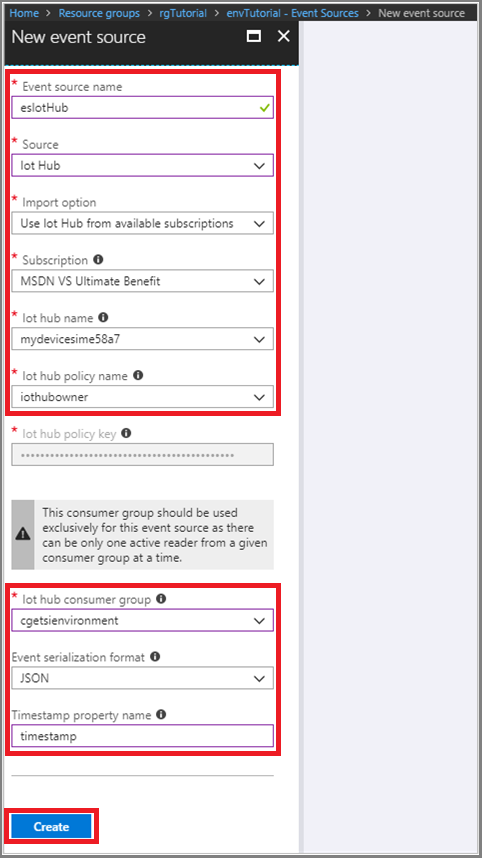 Home > Resource groups > rgTutorial > envTutorial - Event Sources > New event source
New event source
* Event source name
esIotHub
* Source
Iot Hub
* Import option
Use Iot Hub from available subscriptions
* Subscription
MSDN VS Ultimate Benefit
* Iot hub name
mydevicesime58a7
* Iot hub policy name
iothubowner
* Iot hub policy key
••••••••••••••••••••••••••••••••••••••••••••
This consumer group should be used
exclusively for this event source as there
can be only one active reader from a given
consumer group at a time.
* Iot hub consumer group
cgetsienvironment
Event serialization format
JSON
Timestamp property name
timestamp
Create